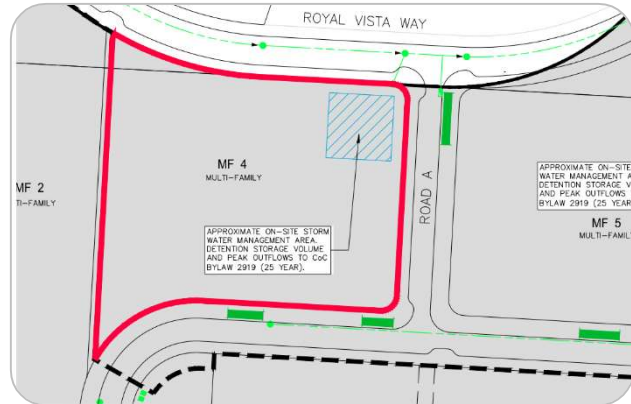 ROYAL VISTA WAY
MF 4
MULTI-FAMILY
MF 2
TI-FAMILY
ROAD A
APPROXIMATE ON-SITE STORM
WATER MANAGEMENT AREA.
DETENTION STORAGE VOLUME
AND PEAK OUTFLOWS TO CoC
BYLAW 2919 (25 YEAR).
APPROXIMATE ON-SITE
WATER MANAGEMENT A
DETENTION STORAGE V
AND PEAK OUTFLOWS
BYLAW 2919 (25 YEAR
MF 5
MULTI-FAMIL